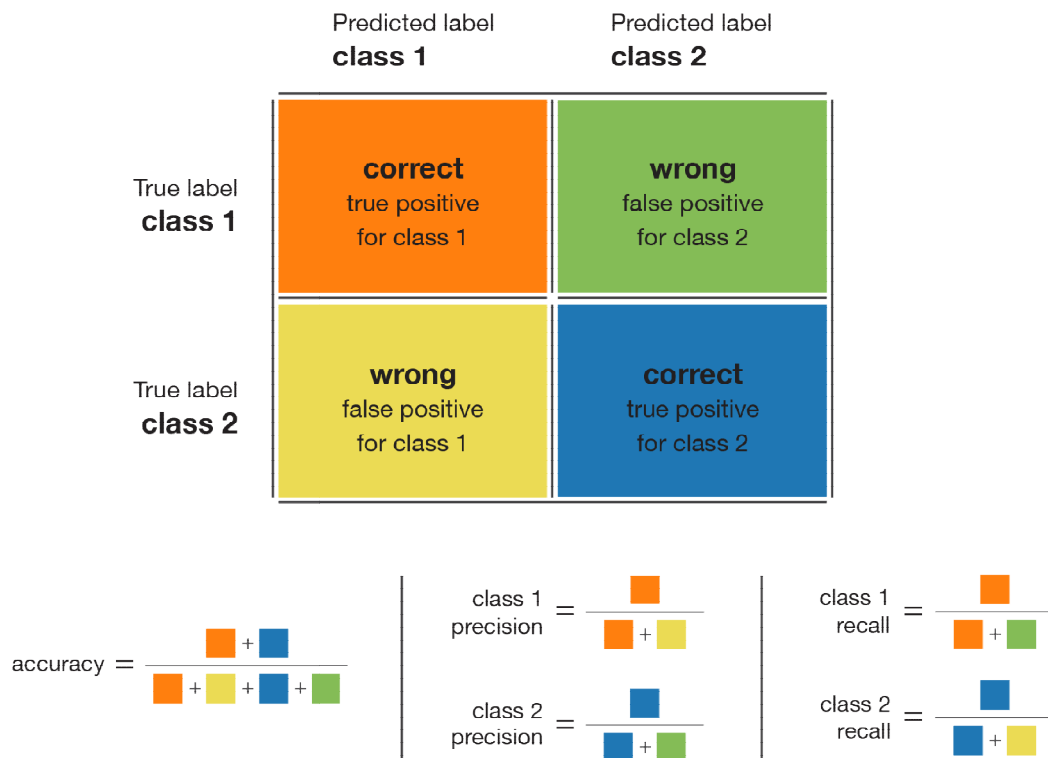 Predicted label
class 1
Predicted label
class 2
True label
class 1
correct
true positive
for class 1
wrong
false positive
for class 2
True label
class 2
wrong
false positive
for class 1
correct
true positive
for class 2
accuracy =
+
+ + +
class 1
precision
=
+
class 2
precision
=
+
class 1
recall
=
+
class 2
recall
=
+